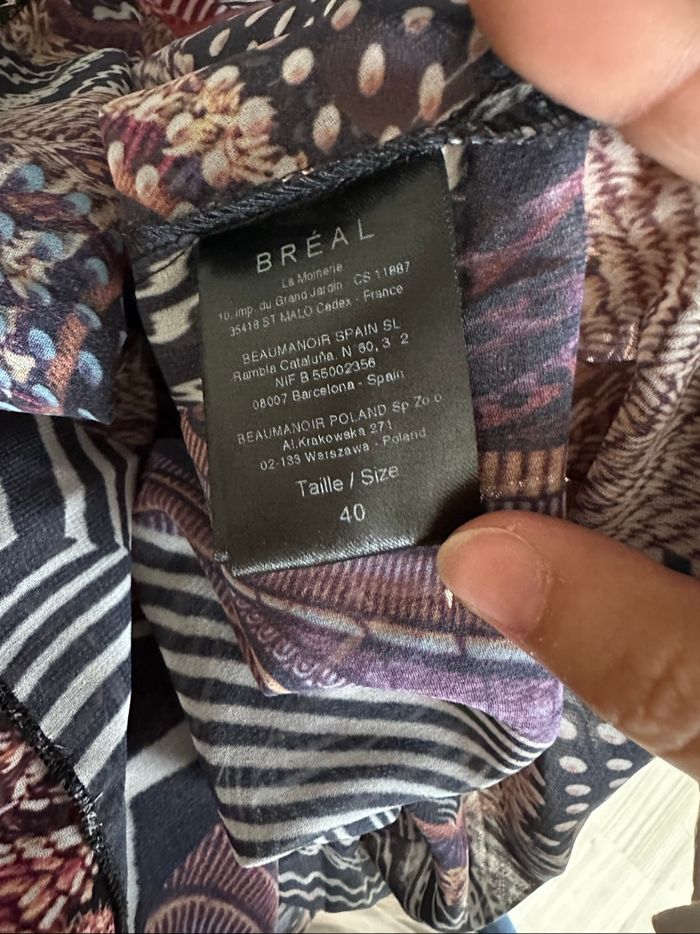 BRÉAL
La Moinerie
10, Imp. du Grand Jardin CS 11887
35418 ST MALO Cedex - France
BEAUMANOIR SPAIN SL
Rambla Cataluña, N 60, 3 2
NIF B 55002356
08007 Barcelona - Spain
BEAUMANOIR POLAND Sp Zo o
Al.Krakowska 271
02-133 Warszawa - Poland
Taille / Size
40